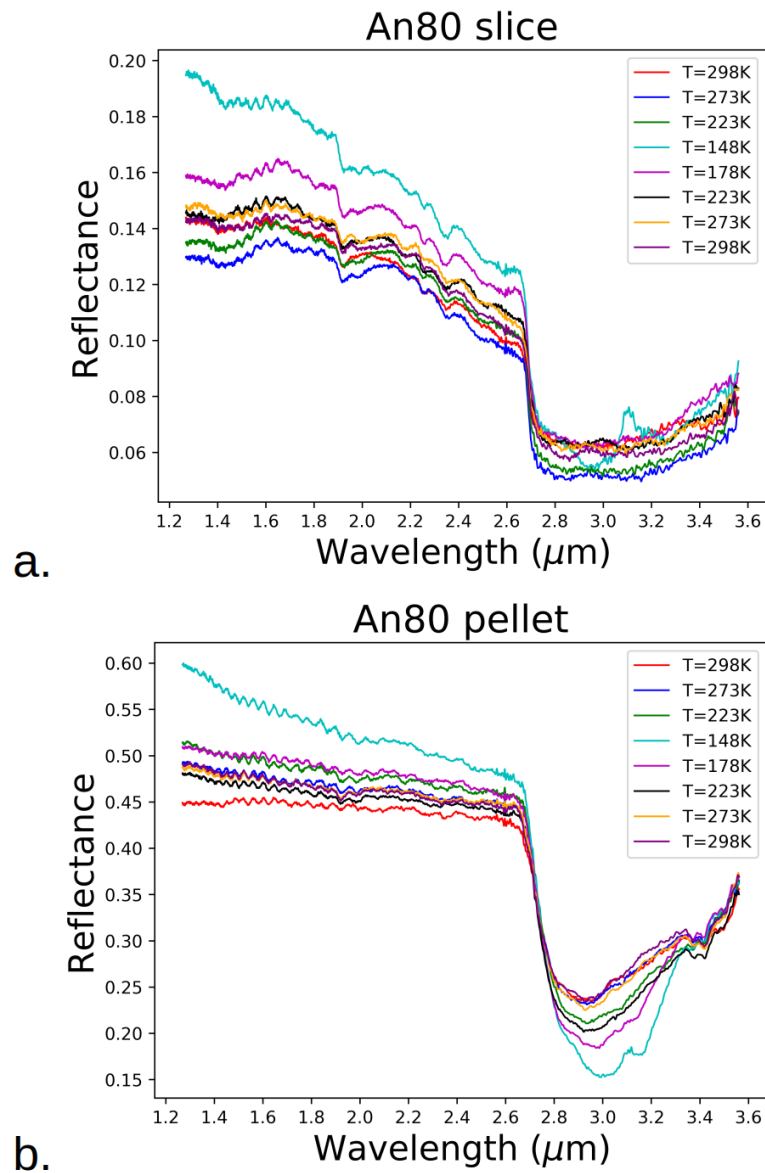 An80 slice
0.20
0.18
0.16
0.14
0.12
0.10
0.08
0.06
Reflectance
T=298K
T=273K
T=223K
T=148K
T=178K
T=223K
T=273K
T=298K
1.2 1.4 1.6 1.8 2.0 2.2 2.4 2.6 2.8 3.0 3.2 3.4 3.6
Wavelength (μm)
a.
An80 pellet
0.60
0.55
0.50
0.45
0.40
0.35
0.30
0.25
0.20
0.15
Reflectance
T=298K
T=273K
T=223K
T=148K
T=178K
T=223K
T=273K
T=298K
1.2 1.4 1.6 1.8 2.0 2.2 2.4 2.6 2.8 3.0 3.2 3.4 3.6
Wavelength (μm)
b.